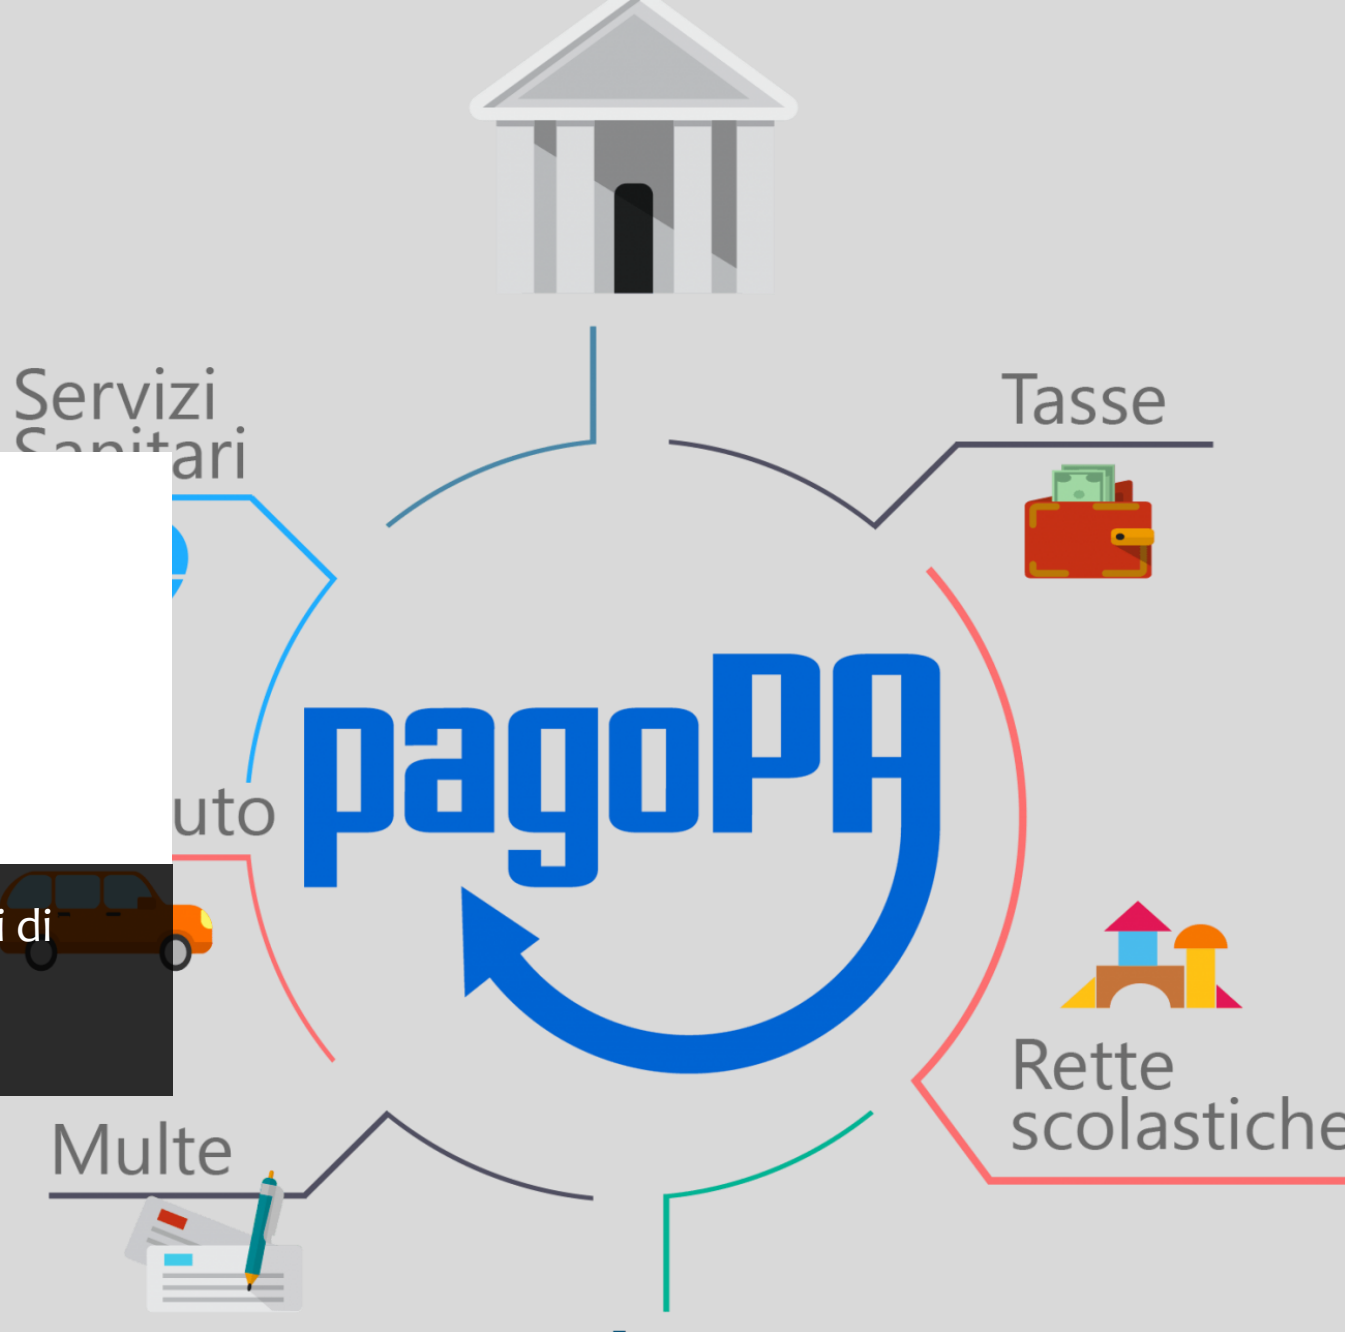 Servizi
Sanitari
Tasse
pagoPA
uto
i di
Rette
scolastiche
Multe